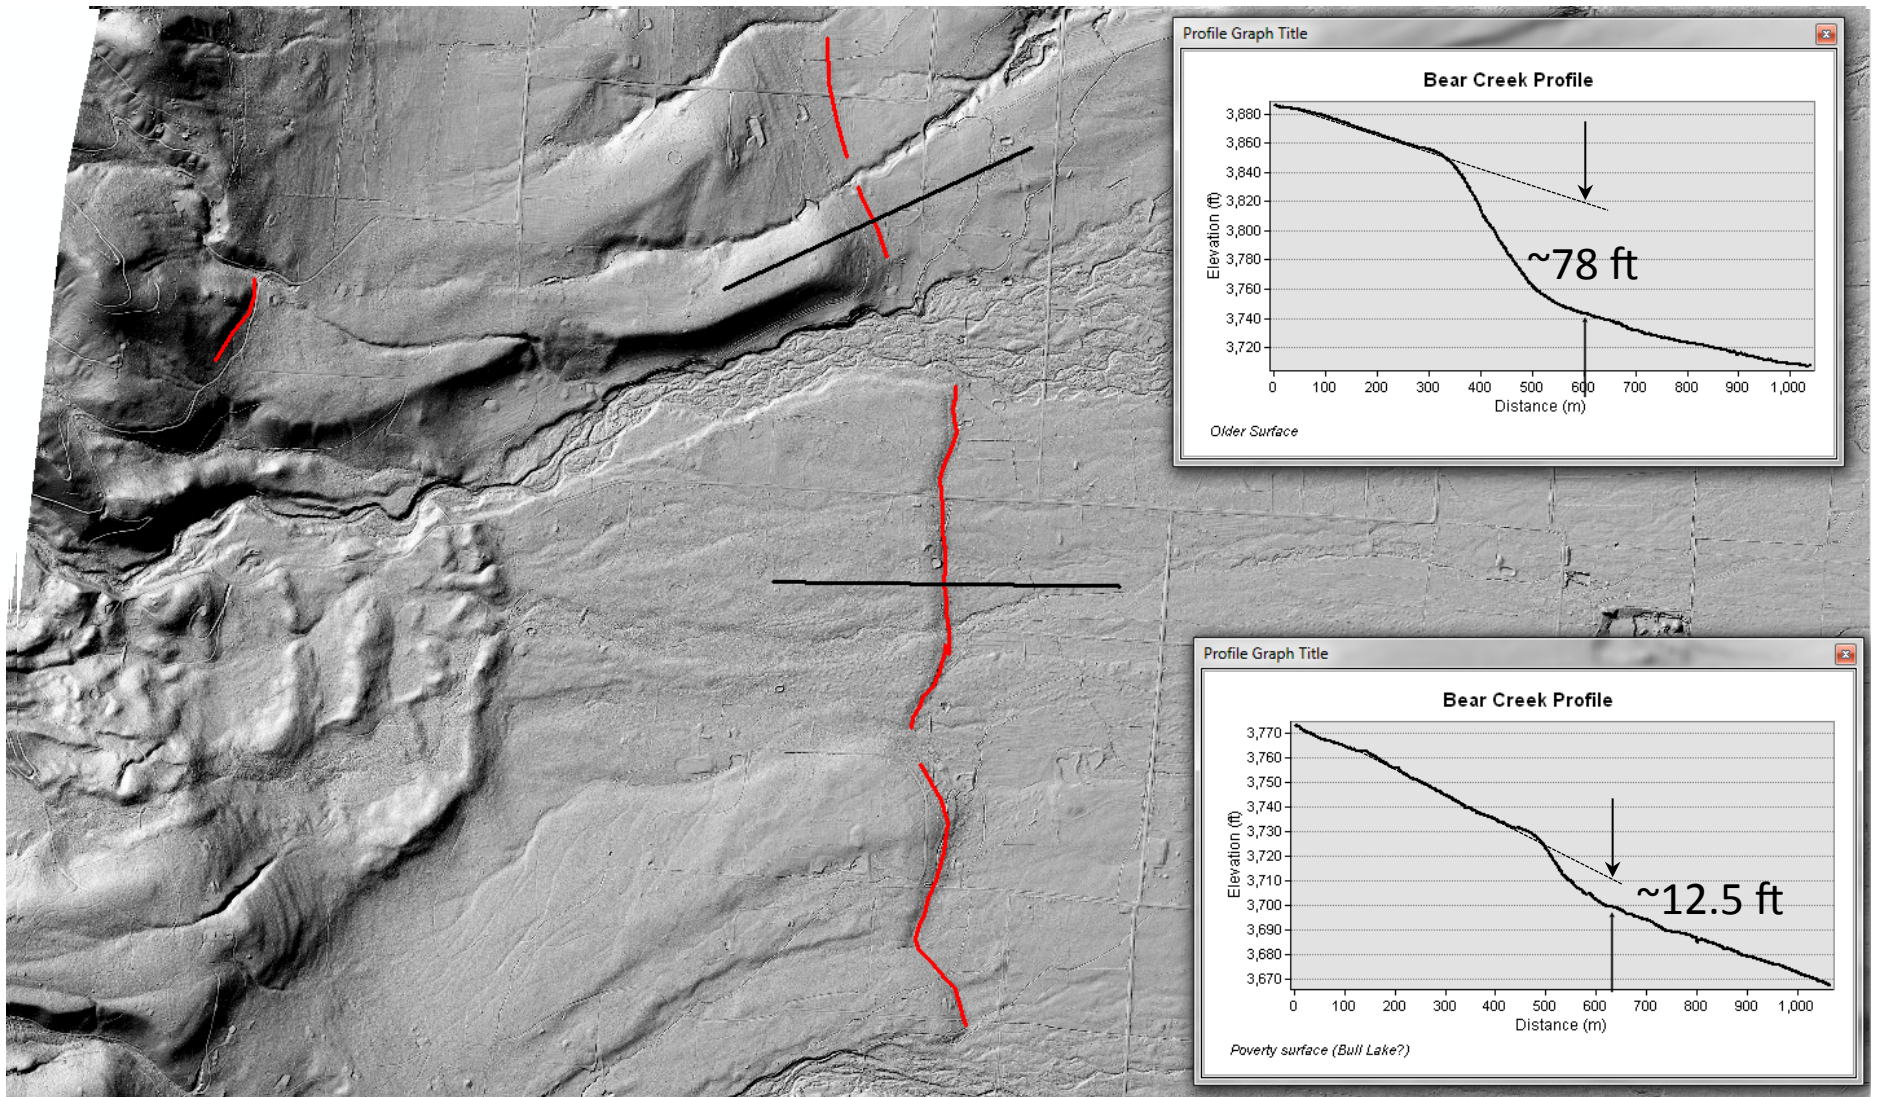 Profile Graph Title
x
Bear Creek Profile
3,880
3,860
3,840
3,820
3,800
3,780
3,760
3,740
3,720
Elevation (ft)
~78 ft
0 100 200 300 400 500 600 700 800 900 1,000
Distance (m)
Older Surface
Profile Graph Title
x
Bear Creek Profile
3,770
3,760
3,750
3,740
3,730
3,720
3,710
3,700
3,690
3,680
3,670
Elevation (ft)
~12.5 ft
0 100 200 300 400 500 600 700 800 900 1,000
Distance (m)
Poverty surface (Bull Lake?)